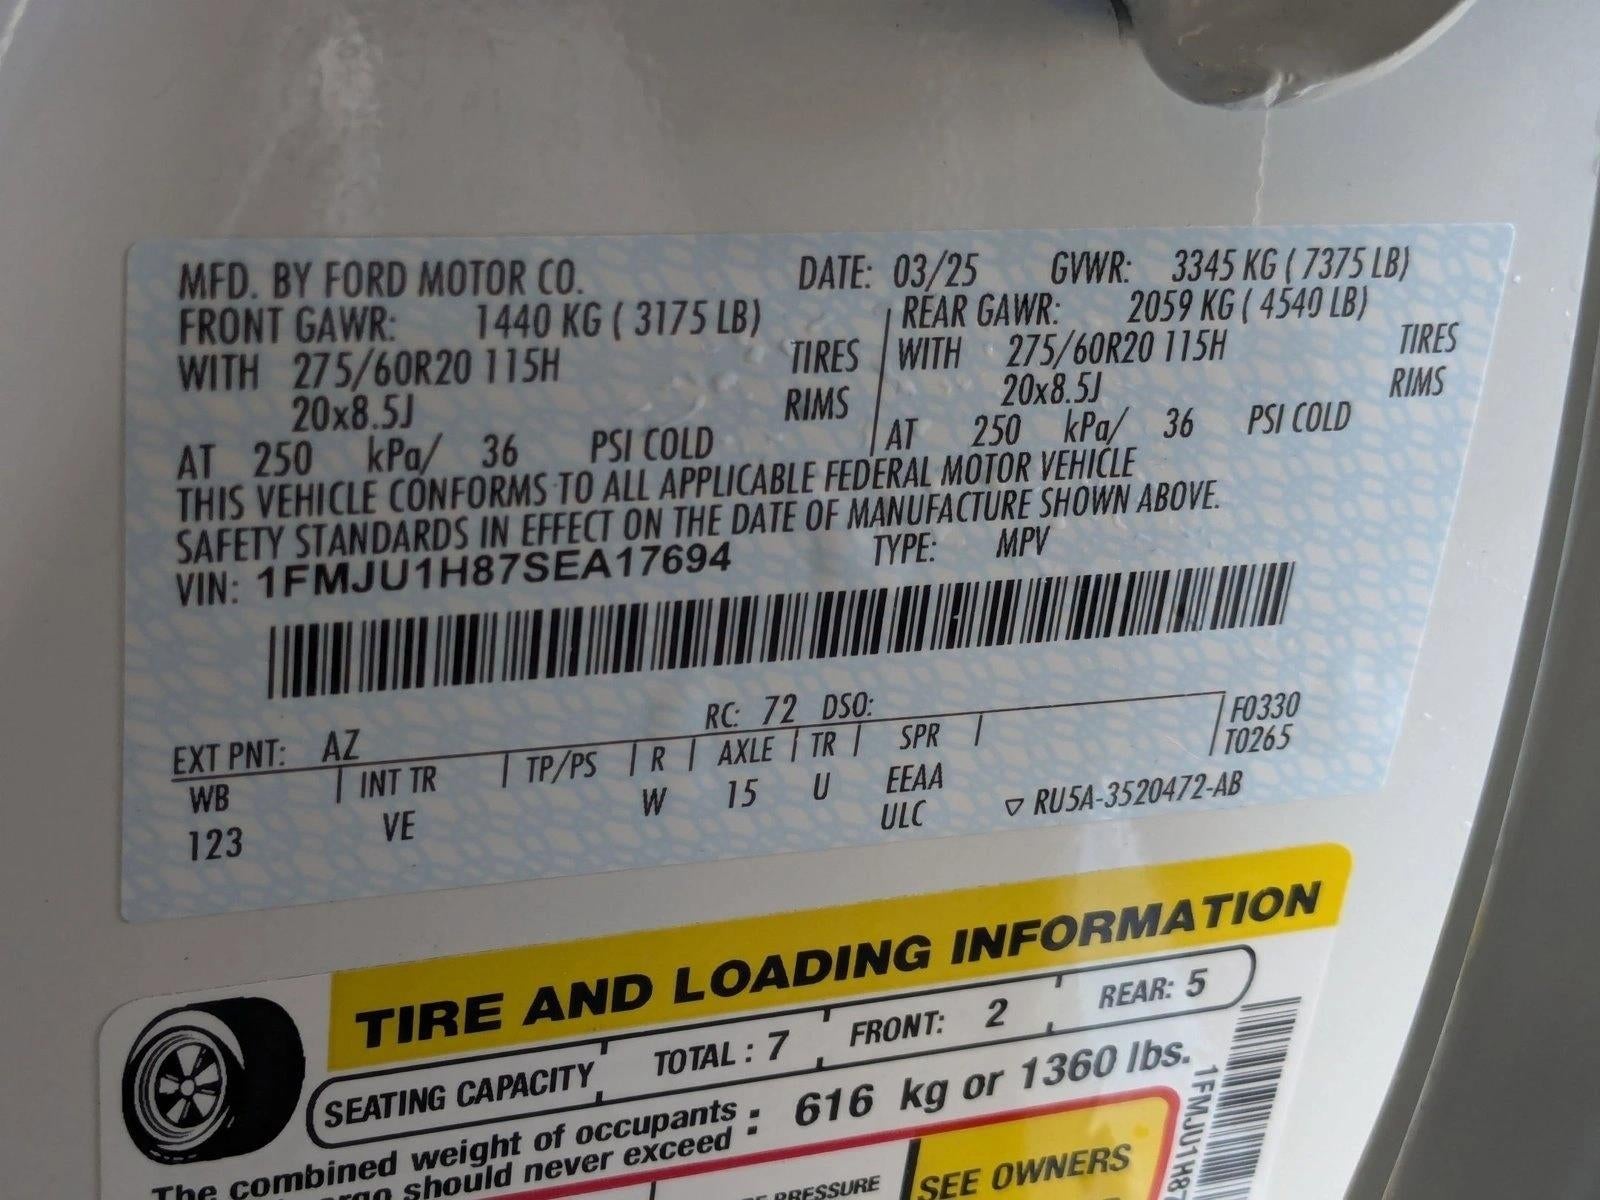 MFD. BY FORD MOTOR CO. DATE: 03/25 GVWR: 3345 KG ( 7375 LB)
FRONT GAWR: 1440 KG ( 3175 LB) REAR GAWR: 2059 KG ( 4540 LB)
WITH 275/60R20 115H TIRES WITH 275/60R20 115H TIRES
20x8.5J RIMS 20x8.5J RIMS
AT 250 kPa/ 36 PSI COLD AT 250 kPa/ 36 PSI COLD
THIS VEHICLE CONFORMS TO ALL APPLICABLE FEDERAL MOTOR VEHICLE
SAFETY STANDARDS IN EFFECT ON THE DATE OF MANUFACTURE SHOWN ABOVE.
VIN: 1FMJU1H87SEA17694 TYPE: MPV
EXT PNT: AZ RC: 72 DSO: F0330
WB INT TR TP/PS R AXLE TR SPR T0265
123 VE W 15 U EEAA
ULC ▽ RU5A-3520472-AB
TIRE AND LOADING INFORMATION
SEATING CAPACITY TOTAL : 7 FRONT: 2 REAR: 5
The combined weight of occupants : 616 kg or 1360 lbs.
should never exceed
PRESSURE SEE OWNERS
1FMJU1H87